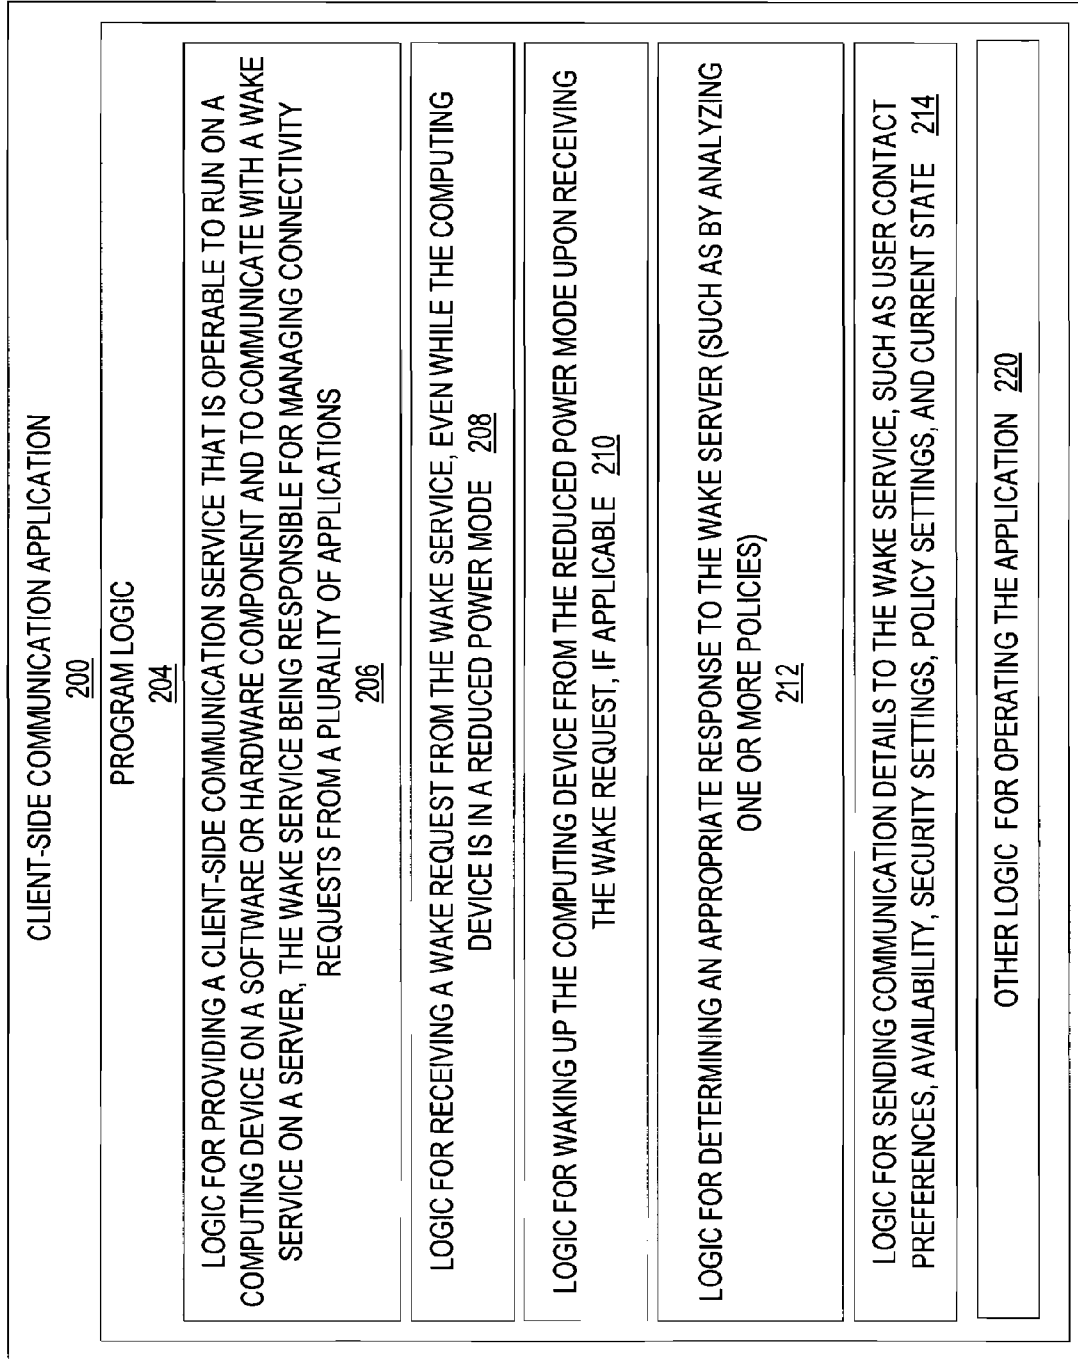 CLIENT-SIDE COMMUNICATION APPLICATION
200
PROGRAM LOGIC
204
LOGIC FOR PROVIDING A CLIENT-SIDE COMMUNICATION SERVICE THAT IS OPERABLE TO RUN ON A
COMPUTING DEVICE ON A SOFTWARE OR HARDWARE COMPONENT AND TO COMMUNICATE WITH A WAKE
SERVICE ON A SERVER, THE WAKE SERVICE BEING RESPONSIBLE FOR MANAGING CONNECTIVITY
REQUESTS FROM A PLURALITY OF APPLICATIONS
206
LOGIC FOR RECEIVING A WAKE REQUEST FROM THE WAKE SERVICE, EVEN WHILE THE COMPUTING
DEVICE IS IN A REDUCED POWER MODE 208
LOGIC FOR WAKING UP THE COMPUTING DEVICE FROM THE REDUCED POWER MODE UPON RECEIVING
THE WAKE REQUEST, IF APPLICABLE 210
LOGIC FOR DETERMINING AN APPROPRIATE RESPONSE TO THE WAKE SERVER (SUCH AS BY ANALYZING
ONE OR MORE POLICIES)
212
LOGIC FOR SENDING COMMUNICATION DETAILS TO THE WAKE SERVICE, SUCH AS USER CONTACT
PREFERENCES, AVAILABILITY, SECURITY SETTINGS, POLICY SETTINGS, AND CURRENT STATE 214
OTHER LOGIC FOR OPERATING THE APPLICATION 220